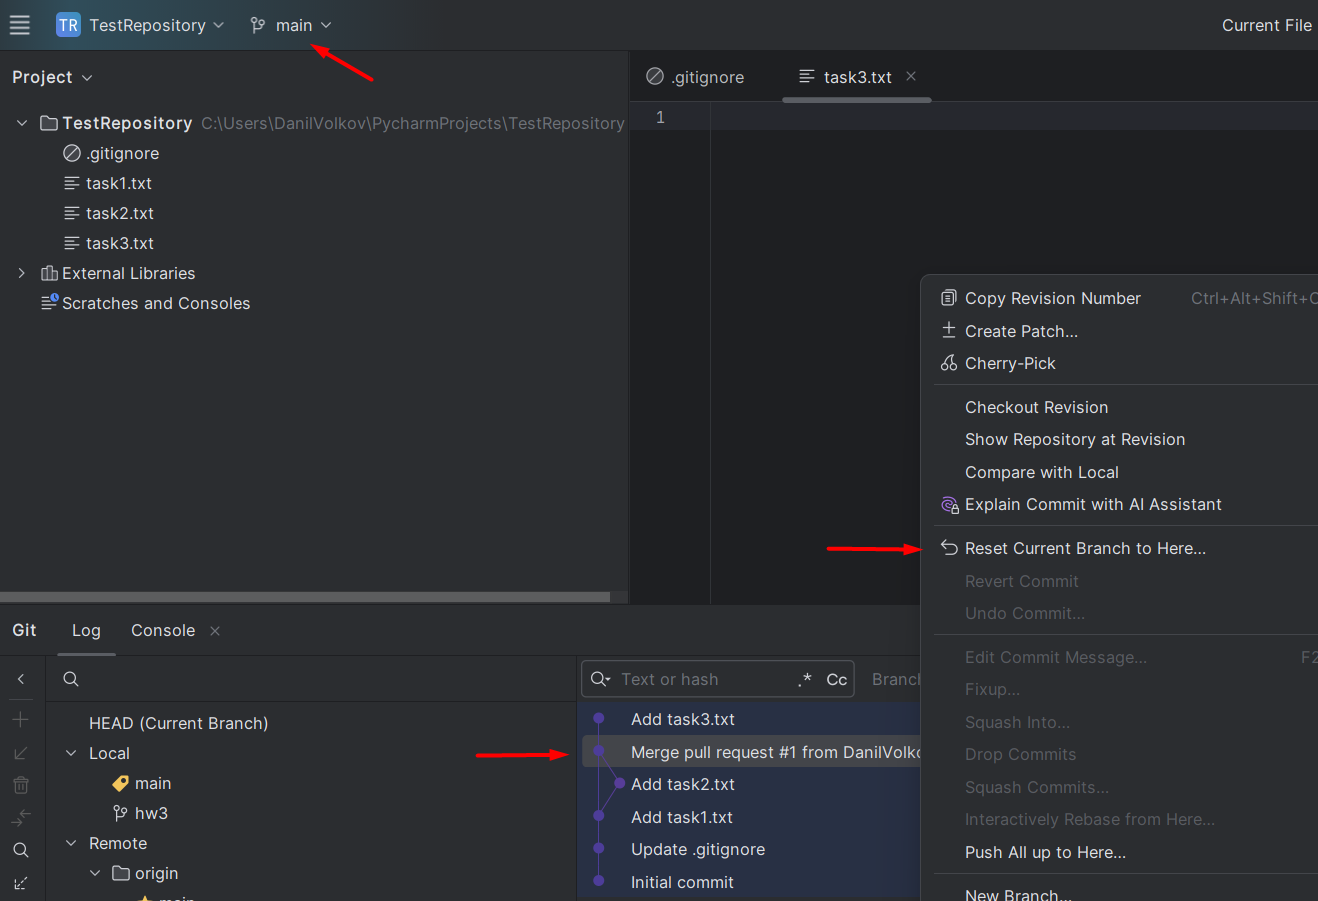 TR TestRepository main Current File
Project
.gitignore task3.txt
1
TestRepository C:\Users\DanilVolkov\PycharmProjects\TestRepository
.gitignore
task1.txt
task2.txt
task3.txt
External Libraries
Scratches and Consoles
Copy Revision Number Ctrl+Alt+Shift+C
Create Patch...
Cherry-Pick
Checkout Revision
Show Repository at Revision
Compare with Local
Explain Commit with AI Assistant
Reset Current Branch to Here...
Revert Commit
Undo Commit...
Edit Commit Message... F2
Fixup...
Squash Into...
Drop Commits
Squash Commits...
Interactively Rebase from Here...
Push All up to Here...
New Branch...
Git Log Console
Text or hash .* Cc Branch
HEAD (Current Branch)
Local
main
hw3
Remote
origin
main
Add task3.txt
Merge pull request #1 from DanilVolko
Add task2.txt
Add task1.txt
Update .gitignore
Initial commit